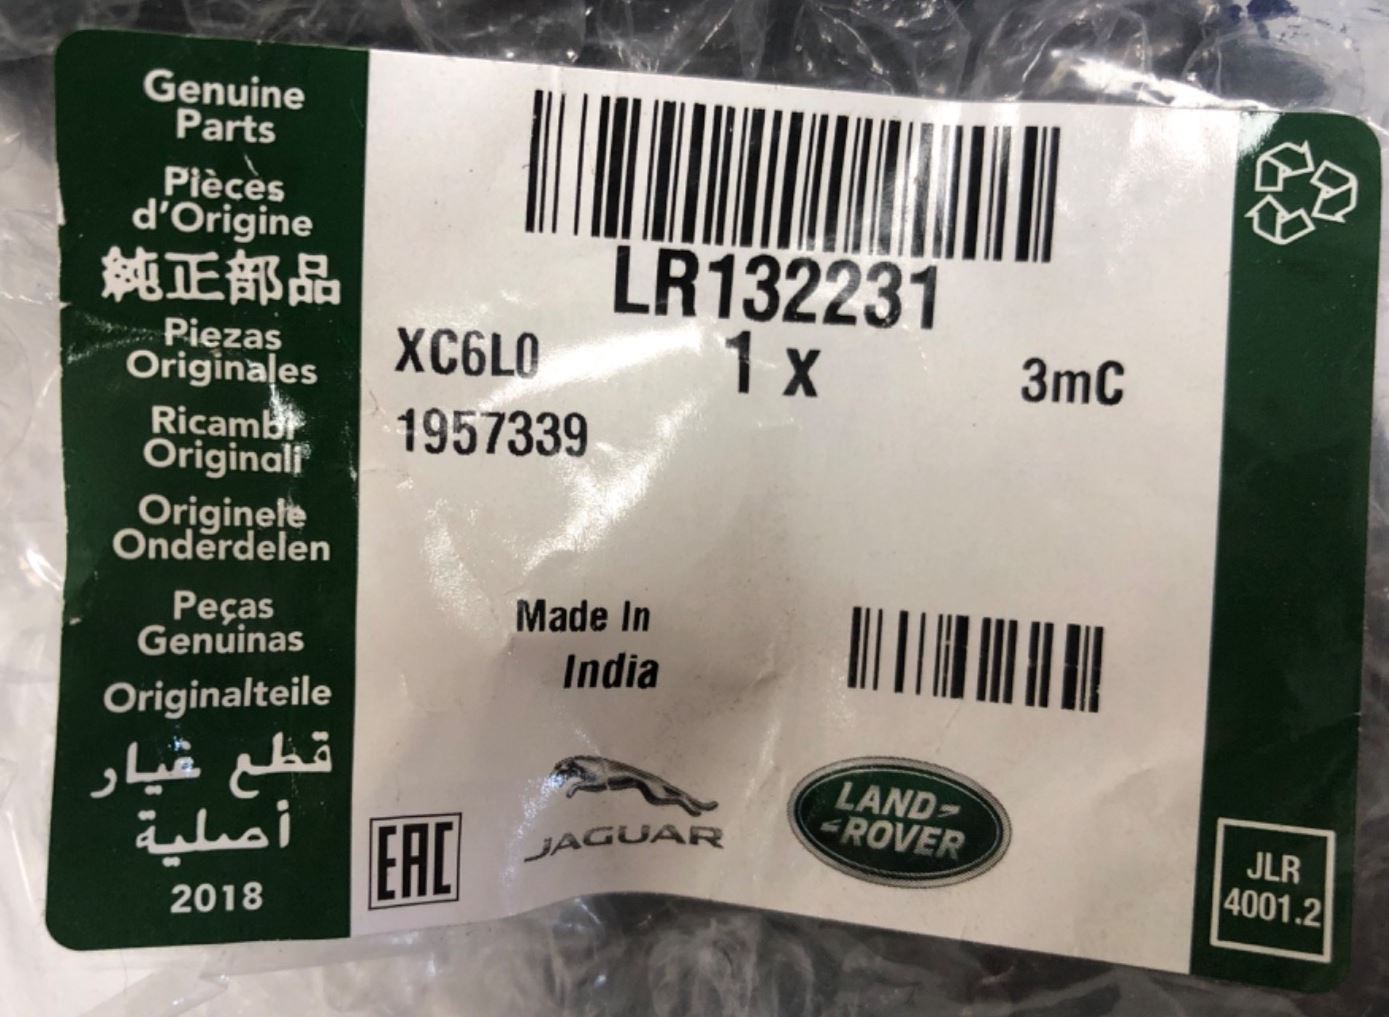 Genuine
Parts
Pièces
d'Origine
純正部品
Piezas
Originales
Ricambi
Originali
Originele
Onderdelen
Peças
Genuinas
Originalteile
قطع غيار
أصلية
2018
LR132231
XC6L0 1 x 3mC
1957339
Made In
India
EAC
JAGUAR
LAND-
-ROVER
JLR
4001.2